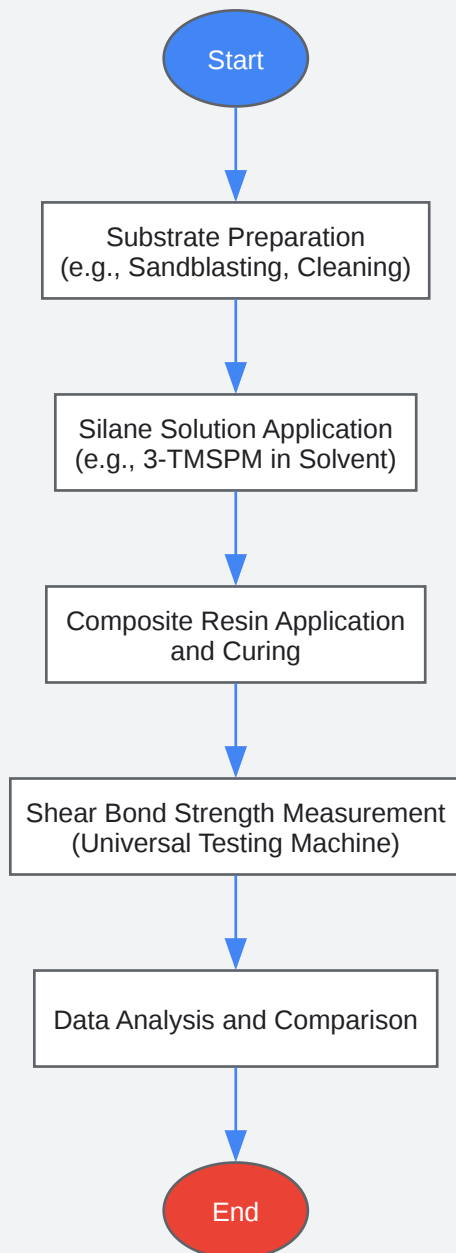 Start
Substrate Preparation
(e.g., Sandblasting, Cleaning)
Silane Solution Application
(e.g., 3-TMSPM in Solvent)
Composite Resin Application
and Curing
Shear Bond Strength Measurement
(Universal Testing Machine)
Data Analysis and Comparison
End